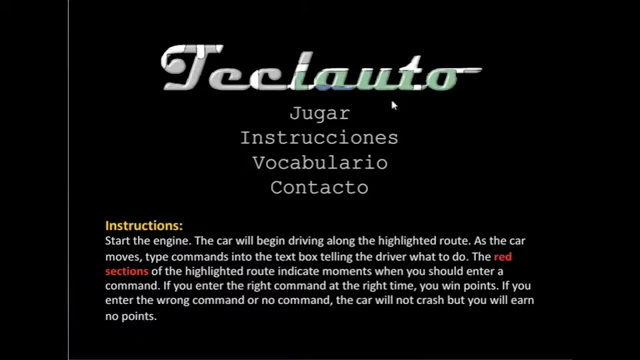 Teclauto
Jugar
Instrucciones
Vocabulario
Contacto
Instructions:
Start the engine. The car will begin driving along the highlighted route. As the car
moves, type commands into the text box telling the driver what to do. The red
sections of the highlighted route indicate moments when you should enter a
command. If you enter the right command at the right time, you win points. If you
enter the wrong command or no command, the car will not crash but you will earn
no points.